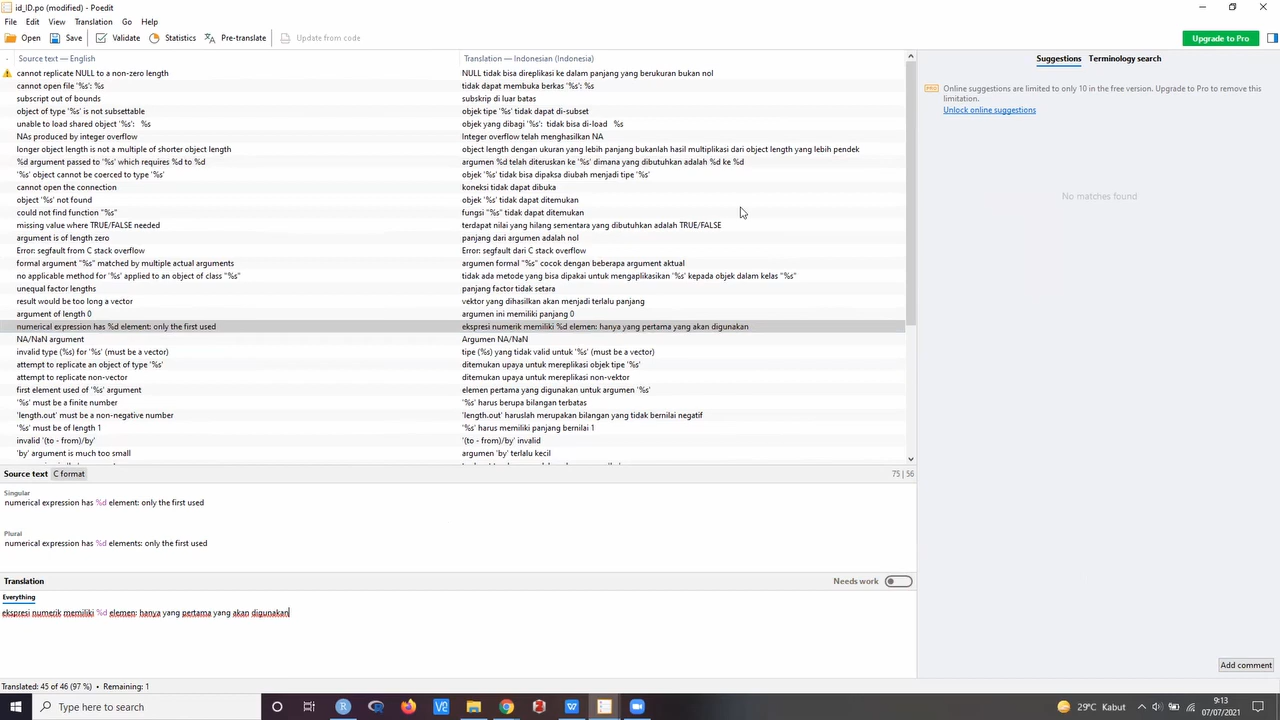 id_ID.po (modified) - Poedit
File Edit View Translation Go Help
Open Save Validate Statistics Pre-translate Update from code Upgrade to Pro
Source text — English Translation — Indonesian (Indonesia)
cannot replicate NULL to a non-zero length NULL tidak bisa direplikasi ke dalam panjang yang berukuran bukan nol
cannot open file '%s': %s tidak dapat membuka berkas '%s': %s
subscript out of bounds subskrip di luar batas
object of type '%s' is not subsettable objek tipe '%s' tidak dapat di-subset
unable to load shared object '%s': %s objek yang dibagi '%s': tidak bisa di-load %s
NAs produced by integer overflow Integer overflow telah menghasilkan NA
longer object length is not a multiple of shorter object length object length dengan ukuran yang lebih panjang bukanlah hasil multiplikasi dari object length yang lebih pendek
%d argument passed to '%s' which requires %d to %d argumen %d telah diteruskan ke '%s' dimana yang dibutuhkan adalah %d ke %d
'%s' object cannot be coerced to type '%s' objek '%s' tidak bisa dipaksa diubah menjadi tipe '%s'
cannot open the connection koneksi tidak dapat dibuka
object '%s' not found objek '%s' tidak dapat ditemukan
could not find function "%s" fungsi "%s" tidak dapat ditemukan
missing value where TRUE/FALSE needed terdapat nilai yang hilang sementara yang dibutuhkan adalah TRUE/FALSE
argument is of length zero panjang dari argumen adalah nol
Error: segfault from C stack overflow Error: segfault dari C stack overflow
formal argument "%s" matched by multiple actual arguments argumen formal "%s" cocok dengan beberapa argument aktual
no applicable method for '%s' applied to an object of class "%s" tidak ada metode yang bisa dipakai untuk mengaplikasikan '%s' kepada objek dalam kelas "%s"
unequal factor lengths panjang factor tidak setara
result would be too long a vector vektor yang dihasilkan akan menjadi terlalu panjang
argument of length 0 argumen ini memiliki panjang 0
numerical expression has %d element: only the first used ekspresi numerik memiliki %d elemen: hanya yang pertama yang akan digunakan
NA/NaN argument Argumen NA/NaN
invalid type (%s) for '%s' (must be a vector) tipe (%s) yang tidak valid untuk '%s' (must be a vector)
attempt to replicate an object of type '%s' ditemukan upaya untuk mereplikasi objek tipe '%s'
attempt to replicate non-vector ditemukan upaya untuk mereplikasi non-vektor
first element used of '%s' argument elemen pertama yang digunakan untuk argumen '%s'
'%s' must be a finite number '%s' harus berupa bilangan terbatas
'length.out' must be a non-negative number 'length.out' haruslah merupakan bilangan yang tidak bernilai negatif
'%s' must be of length 1 '%s' harus memiliki panjang bernilai 1
invalid '(to - from)/by' '(to - from)/by' invalid
'by' argument is much too small argumen 'by' terlalu kecil
Source text C format 75 | 56
Singular
numerical expression has %d element: only the first used
Plural
numerical expression has %d elements: only the first used
Translation Needs work
Everything
ekspresi numerik memiliki %d elemen: hanya yang pertama yang akan digunakan
Translated: 45 of 46 (97 %) • Remaining: 1
Suggestions Terminology search
PRO Online suggestions are limited to only 10 in the free version. Upgrade to Pro to remove this
limitation.
Unlock online suggestions
No matches found
Add comment
Type here to search
29°C Kabut
9:13
07/07/2021